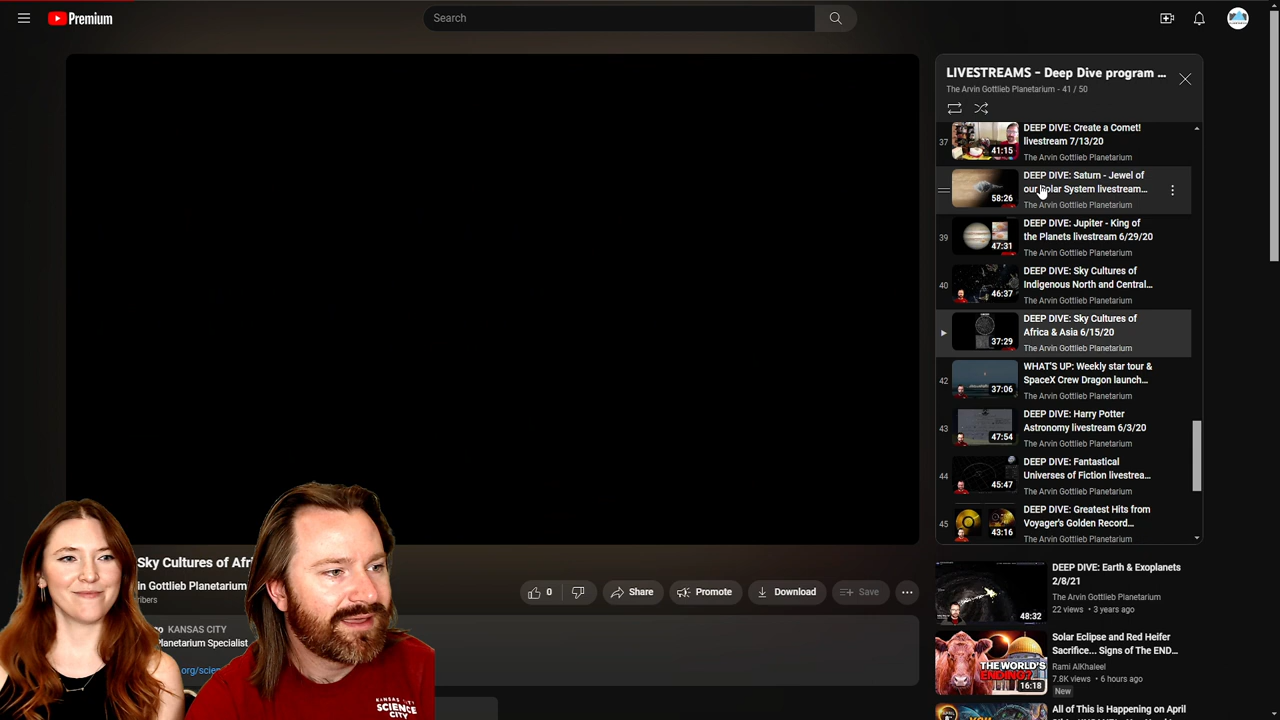 Premium
Search
LIVESTREAMS - Deep Dive program ...
The Arvin Gottlieb Planetarium - 41 / 50
37
41:15
DEEP DIVE: Create a Comet!
livestream 7/13/20
The Arvin Gottlieb Planetarium
58:26
DEEP DIVE: Saturn - Jewel of
our Solar System livestream...
The Arvin Gottlieb Planetarium
39
47:31
DEEP DIVE: Jupiter - King of
the Planets livestream 6/29/20
The Arvin Gottlieb Planetarium
40
46:37
DEEP DIVE: Sky Cultures of
Indigenous North and Central...
The Arvin Gottlieb Planetarium
37:29
DEEP DIVE: Sky Cultures of
Africa & Asia 6/15/20
The Arvin Gottlieb Planetarium
42
37:06
WHAT'S UP: Weekly star tour &
SpaceX Crew Dragon launch...
The Arvin Gottlieb Planetarium
43
47:54
DEEP DIVE: Harry Potter
Astronomy livestream 6/3/20
The Arvin Gottlieb Planetarium
44
45:47
DEEP DIVE: Fantastical
Universes of Fiction livestrea...
The Arvin Gottlieb Planetarium
45
43:16
DEEP DIVE: Greatest Hits from
Voyager's Golden Record...
The Arvin Gottlieb Planetarium
Sky Cultures of Afri
in Gottlieb Planetarium
ribers
0
Share
Promote
Download
Save
KANSAS CITY
Planetarium Specialist
org/scie
KANSAS CITY
SCIENCE
CITY
48:32
DEEP DIVE: Earth & Exoplanets
2/8/21
The Arvin Gottlieb Planetarium
22 views • 3 years ago
THE WORLD'S
ENDING?
16:18
Solar Eclipse and Red Heifer
Sacrifice... Signs of The END...
Rami AlKhaleel
7.8K views • 6 hours ago
New
All of This is Happening on April